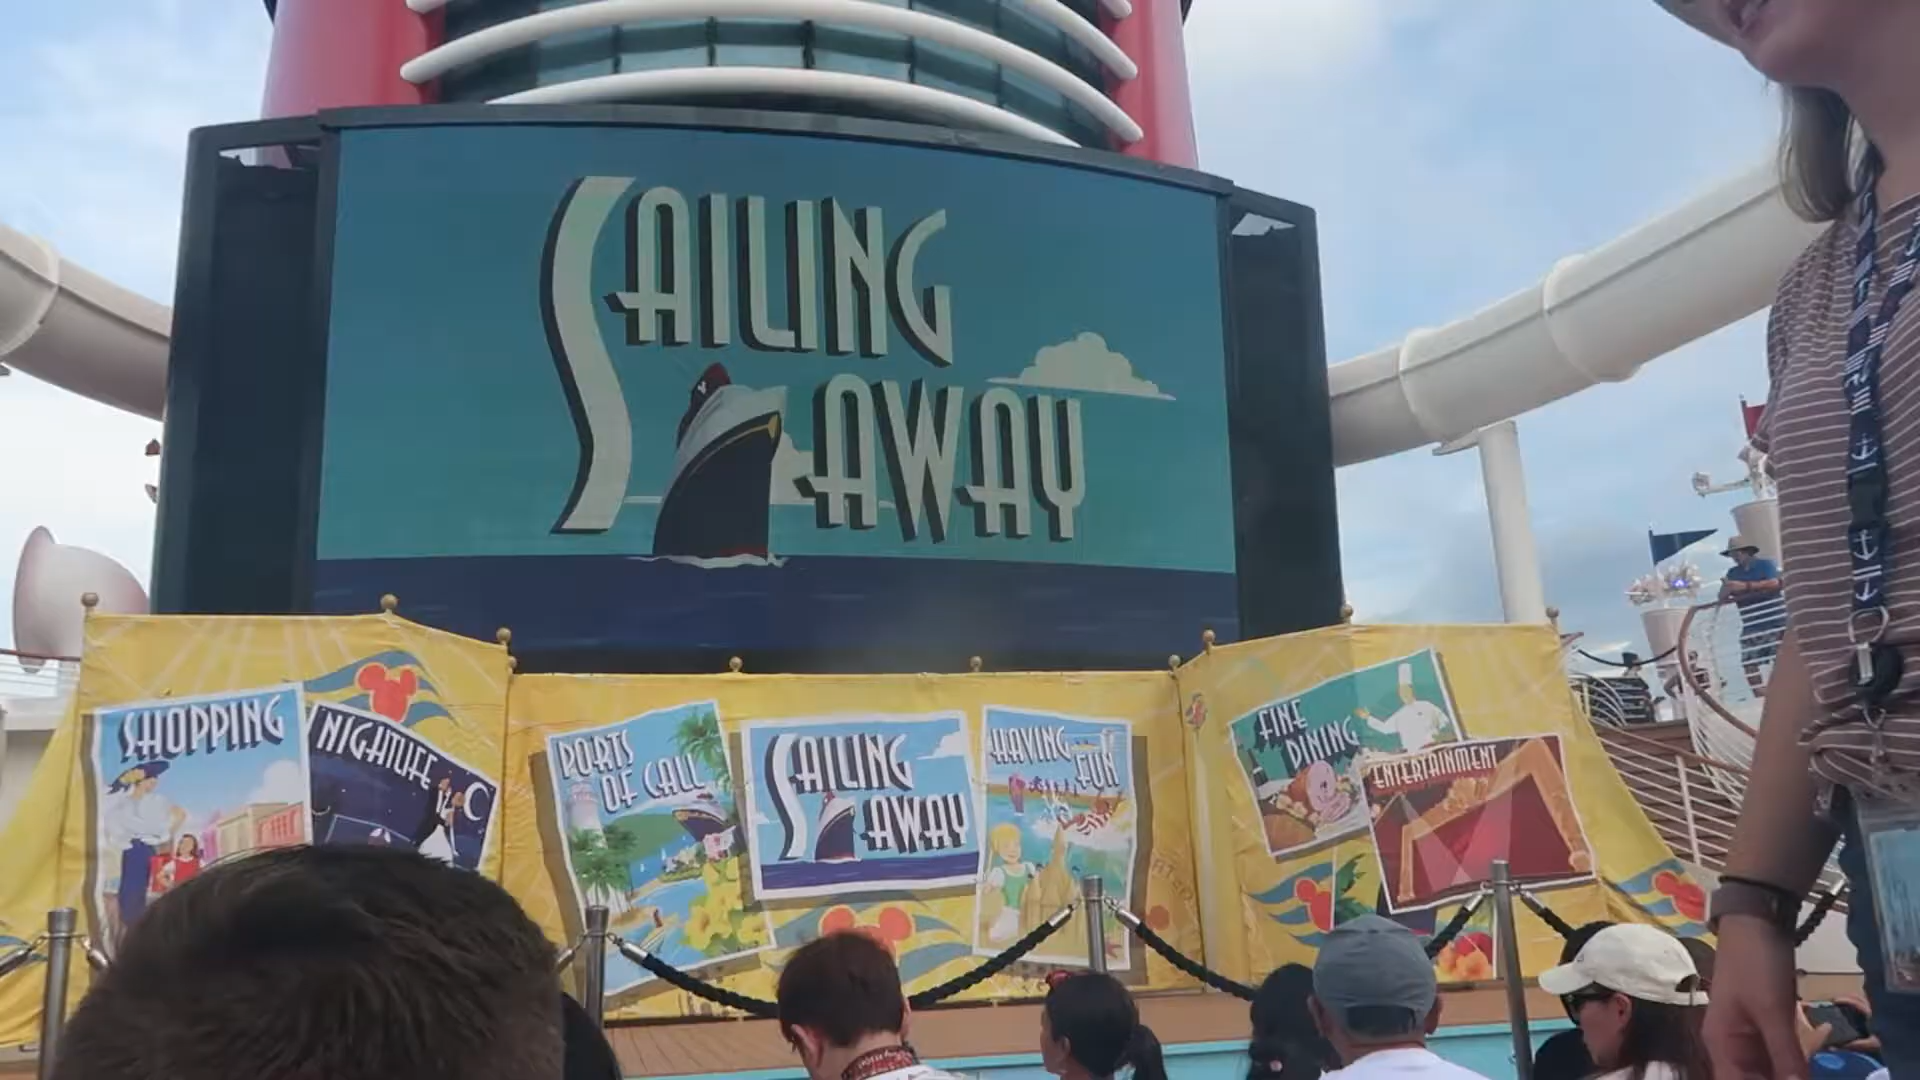 SAILING
AWAY
SHOPPING
NIGHTLIFE
PORTS
OF CALL
SAILING
AWAY
HAVING
FUN
FINE
DINING
ENTERTAINMENT